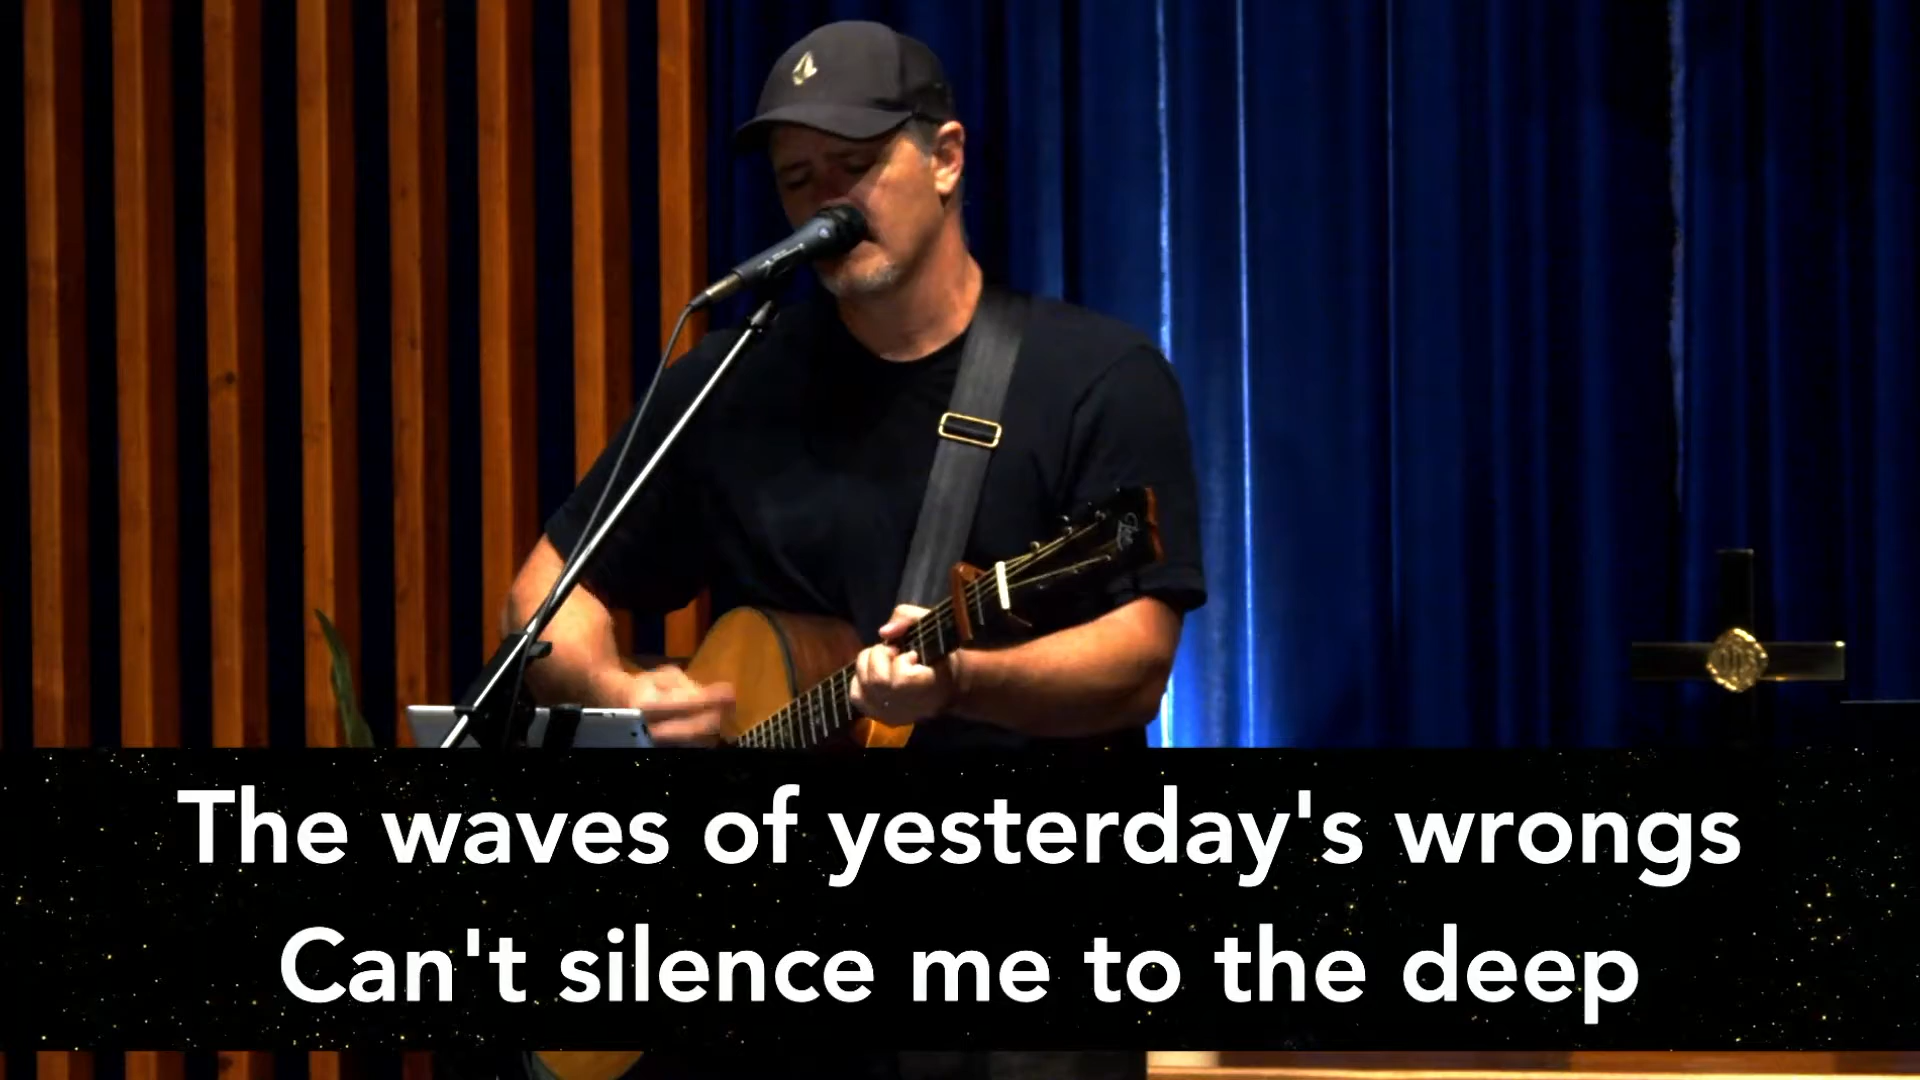 The waves of yesterday's wrongs
Can't silence me to the deep